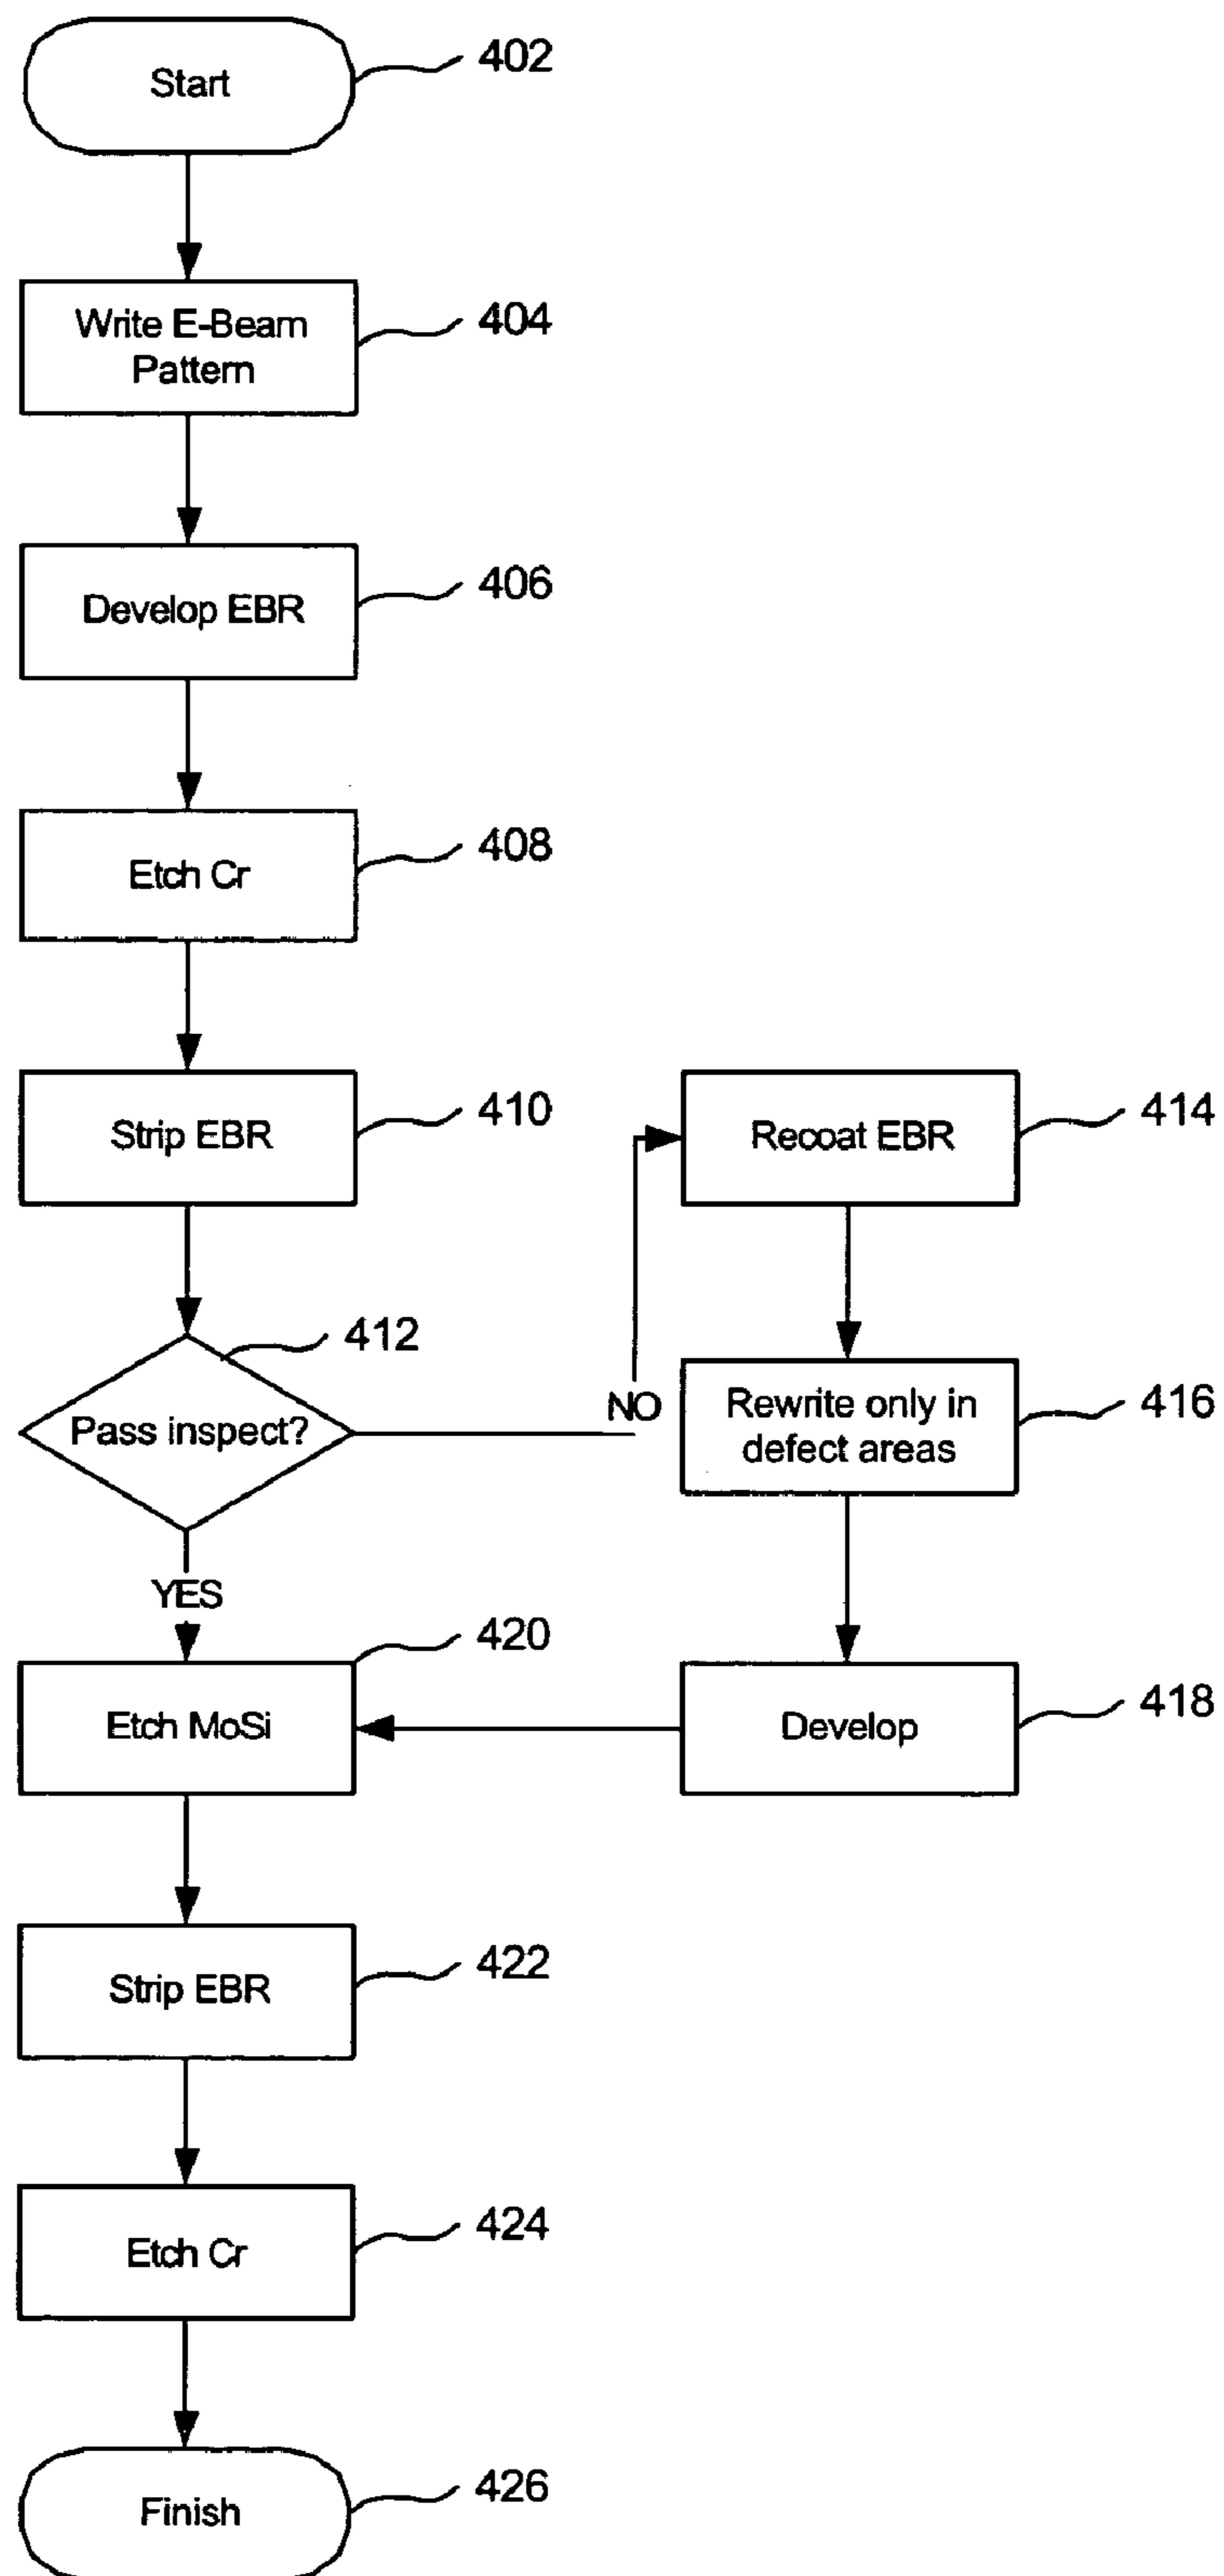 Start
402
Write E-Beam
Pattern
404
Develop EBR
406
Etch Cr
408
Strip EBR
410
Recoat EBR
414
Pass inspect?
412
NO
Rewrite only in
defect areas
416
YES
Etch MoSi
420
Develop
418
Strip EBR
422
Etch Cr
424
Finish
426